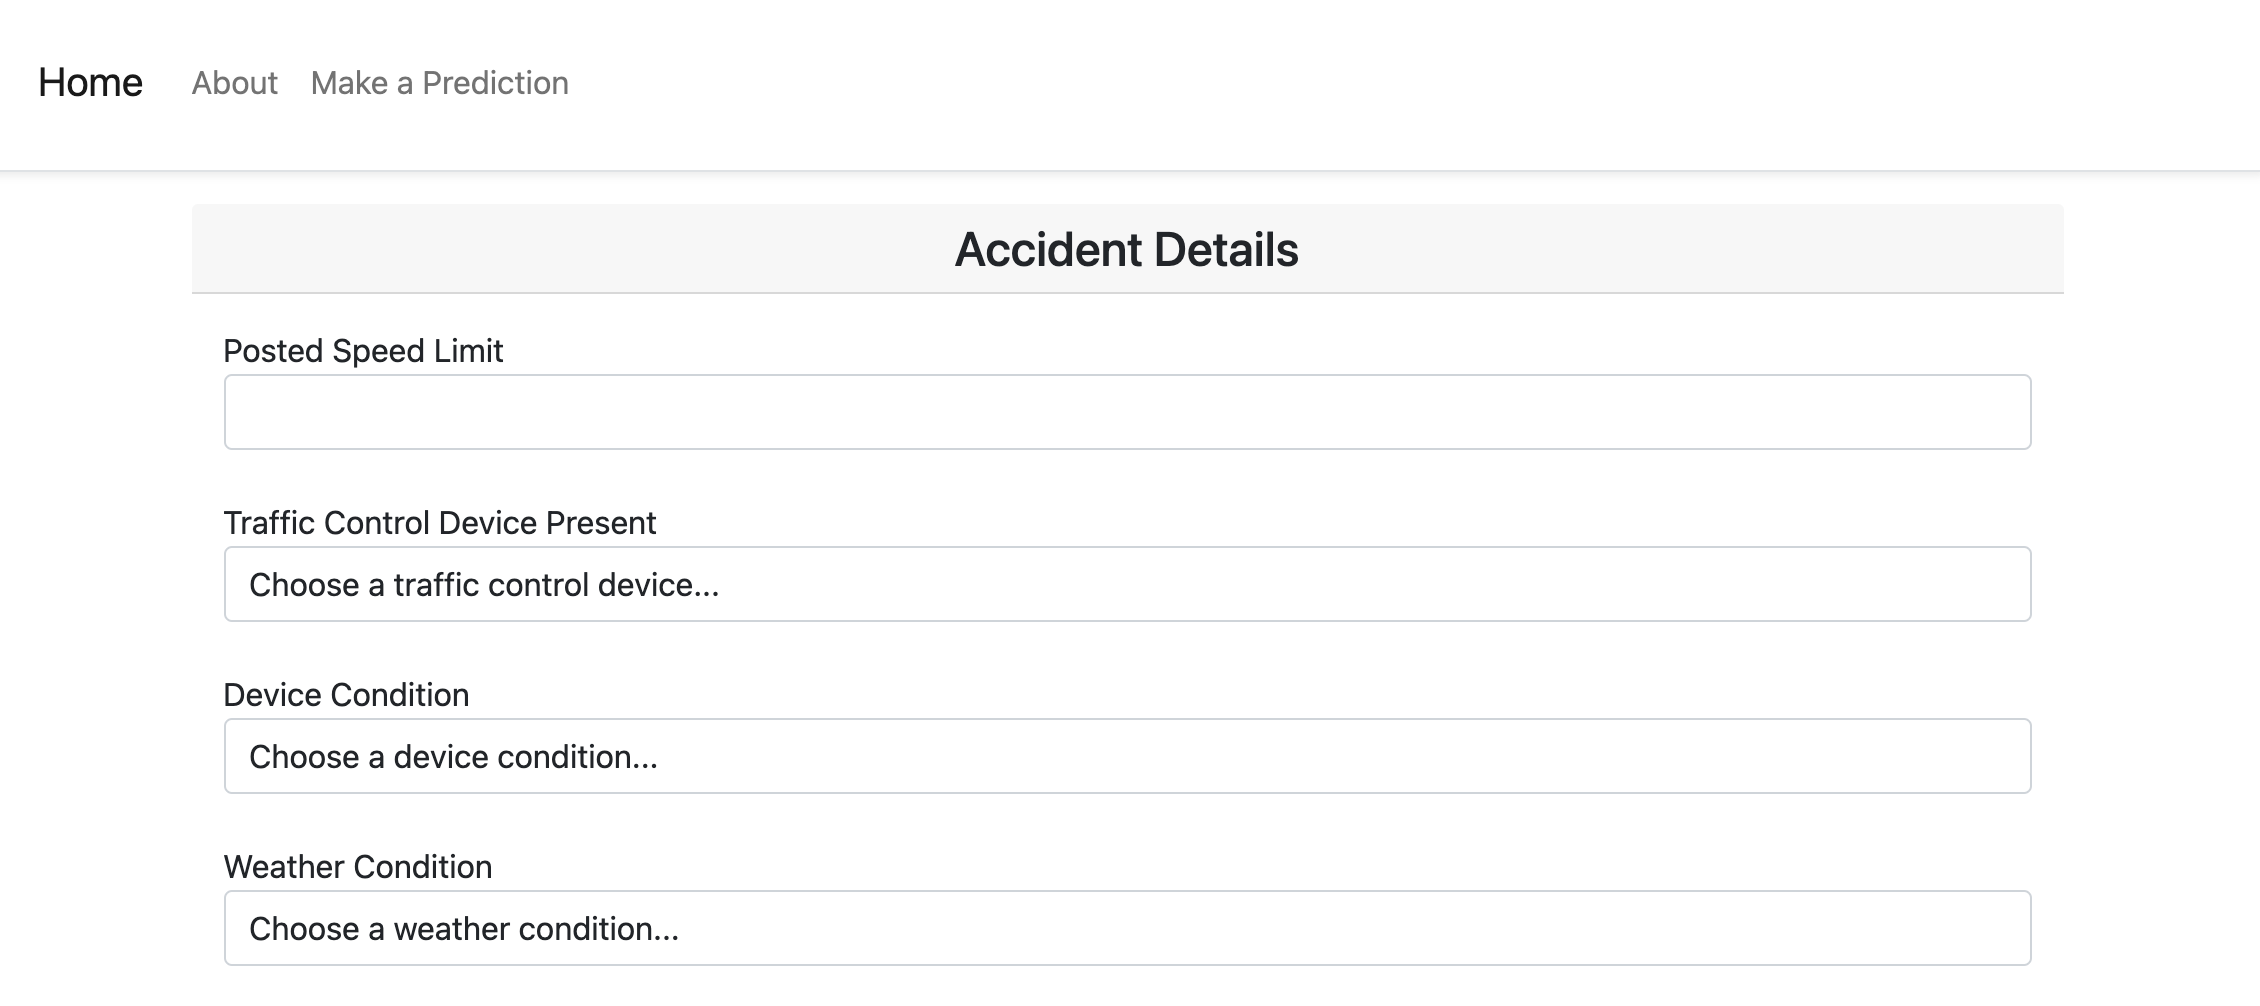 Home About Make a Prediction
Accident Details
Posted Speed Limit
Traffic Control Device Present
Choose a traffic control device...
Device Condition
Choose a device condition...
Weather Condition
Choose a weather condition...